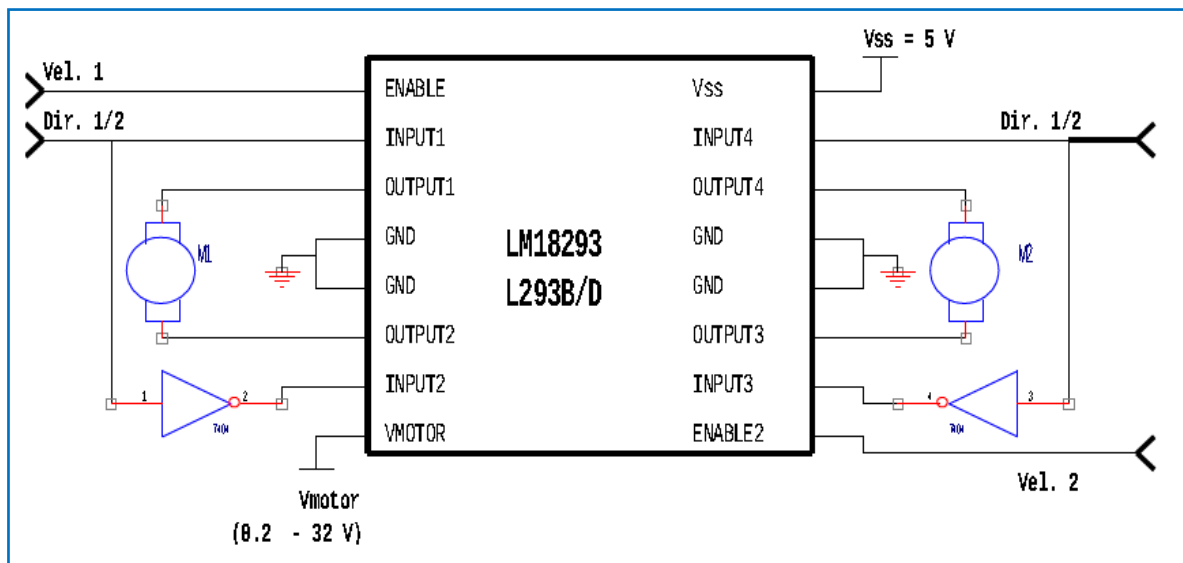 Vss = 5 V
Vel. 1
ENABLE
Vss
Dir. 1/2
INPUT1
INPUT4
Dir. 1/2
OUTPUT1
OUTPUT4
M1
GND
LM18293
GND
M2
GND
L293B/D
GND
OUTPUT2
OUTPUT3
1
2
7404
INPUT2
INPUT3
4
3
7404
VMOTOR
ENABLE2
Vel. 2
Vmotor
(0.2 - 32 V)